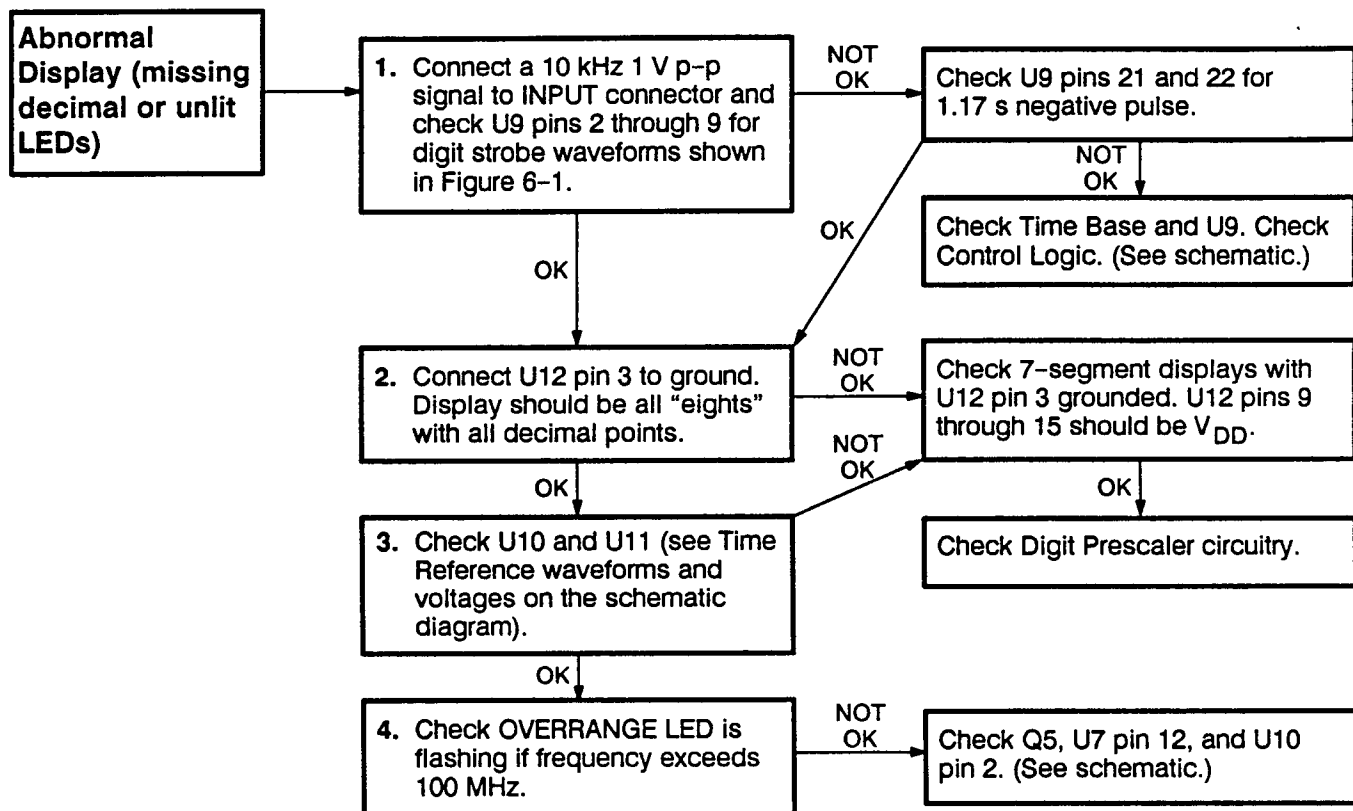 Abnormal
Display (missing
decimal or unlit
LEDs)
1. Connect a 10 kHz 1 V p-p
signal to INPUT connector and
check U9 pins 2 through 9 for
digit strobe waveforms shown
in Figure 6-1.
NOT
OK
Check U9 pins 21 and 22 for
1.17 s negative pulse.
NOT
OK
OK
OK
Check Time Base and U9. Check
Control Logic. (See schematic.)
2. Connect U12 pin 3 to ground.
Display should be all “eights”
with all decimal points.
NOT
OK
Check 7-segment displays with
U12 pin 3 grounded. U12 pins 9
through 15 should be VDD.
OK
NOT
OK
OK
3. Check U10 and U11 (see Time
Reference waveforms and
voltages on the schematic
diagram).
Check Digit Prescaler circuitry.
OK
4. Check OVERRANGE LED is
flashing if frequency exceeds
100 MHz.
NOT
OK
Check Q5, U7 pin 12, and U10
pin 2. (See schematic.)